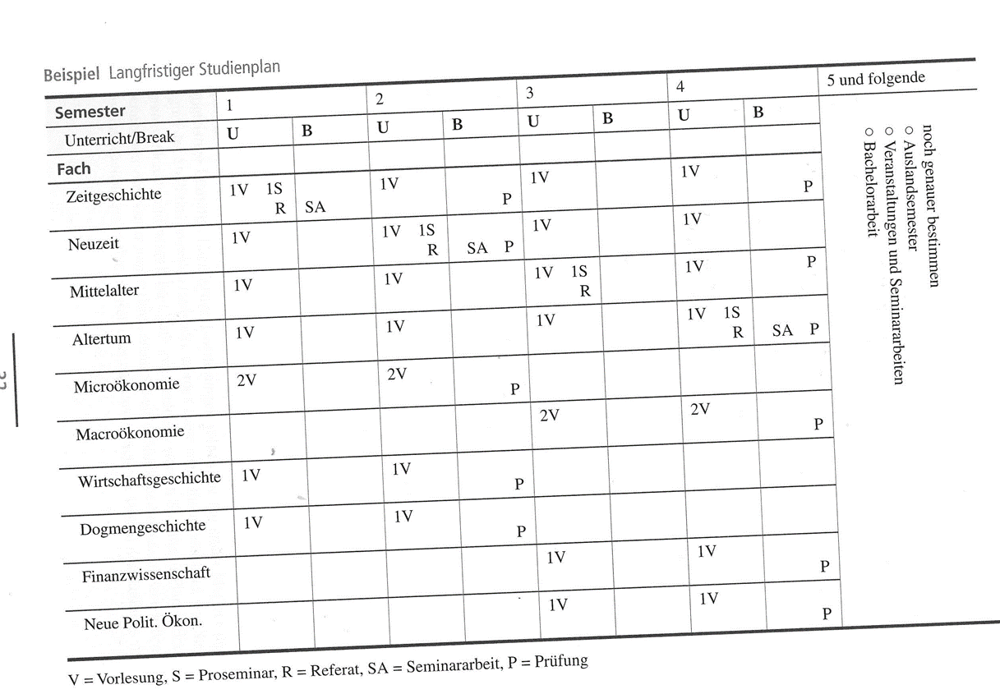 Beispiel Langfristiger Studienplan
Semester 1 2 3 4 5 und folgende
Unterricht/Break U B U B U B U B
Fach
Zeitgeschichte 1V 1S R SA 1V P 1V 1V P
Neuzeit 1V 1V 1S R SA P 1V 1V
Mittelalter 1V 1V 1V 1S R 1V P
Altertum 1V 1V 1V 1V 1S R SA P
Microökonomie 2V 2V P
Macroökonomie 2V 2V P
Wirtschaftsgeschichte 1V 1V P
Dogmengeschichte 1V 1V P
Finanzwissenschaft 1V 1V P
Neue Polit. Ökon. 1V 1V P
noch genauer bestimmen
○ Auslandsemester
○ Veranstaltungen und Seminararbeiten
○ Bachelorarbeit
V = Vorlesung, S = Proseminar, R = Referat, SA = Seminararbeit, P = Prüfung